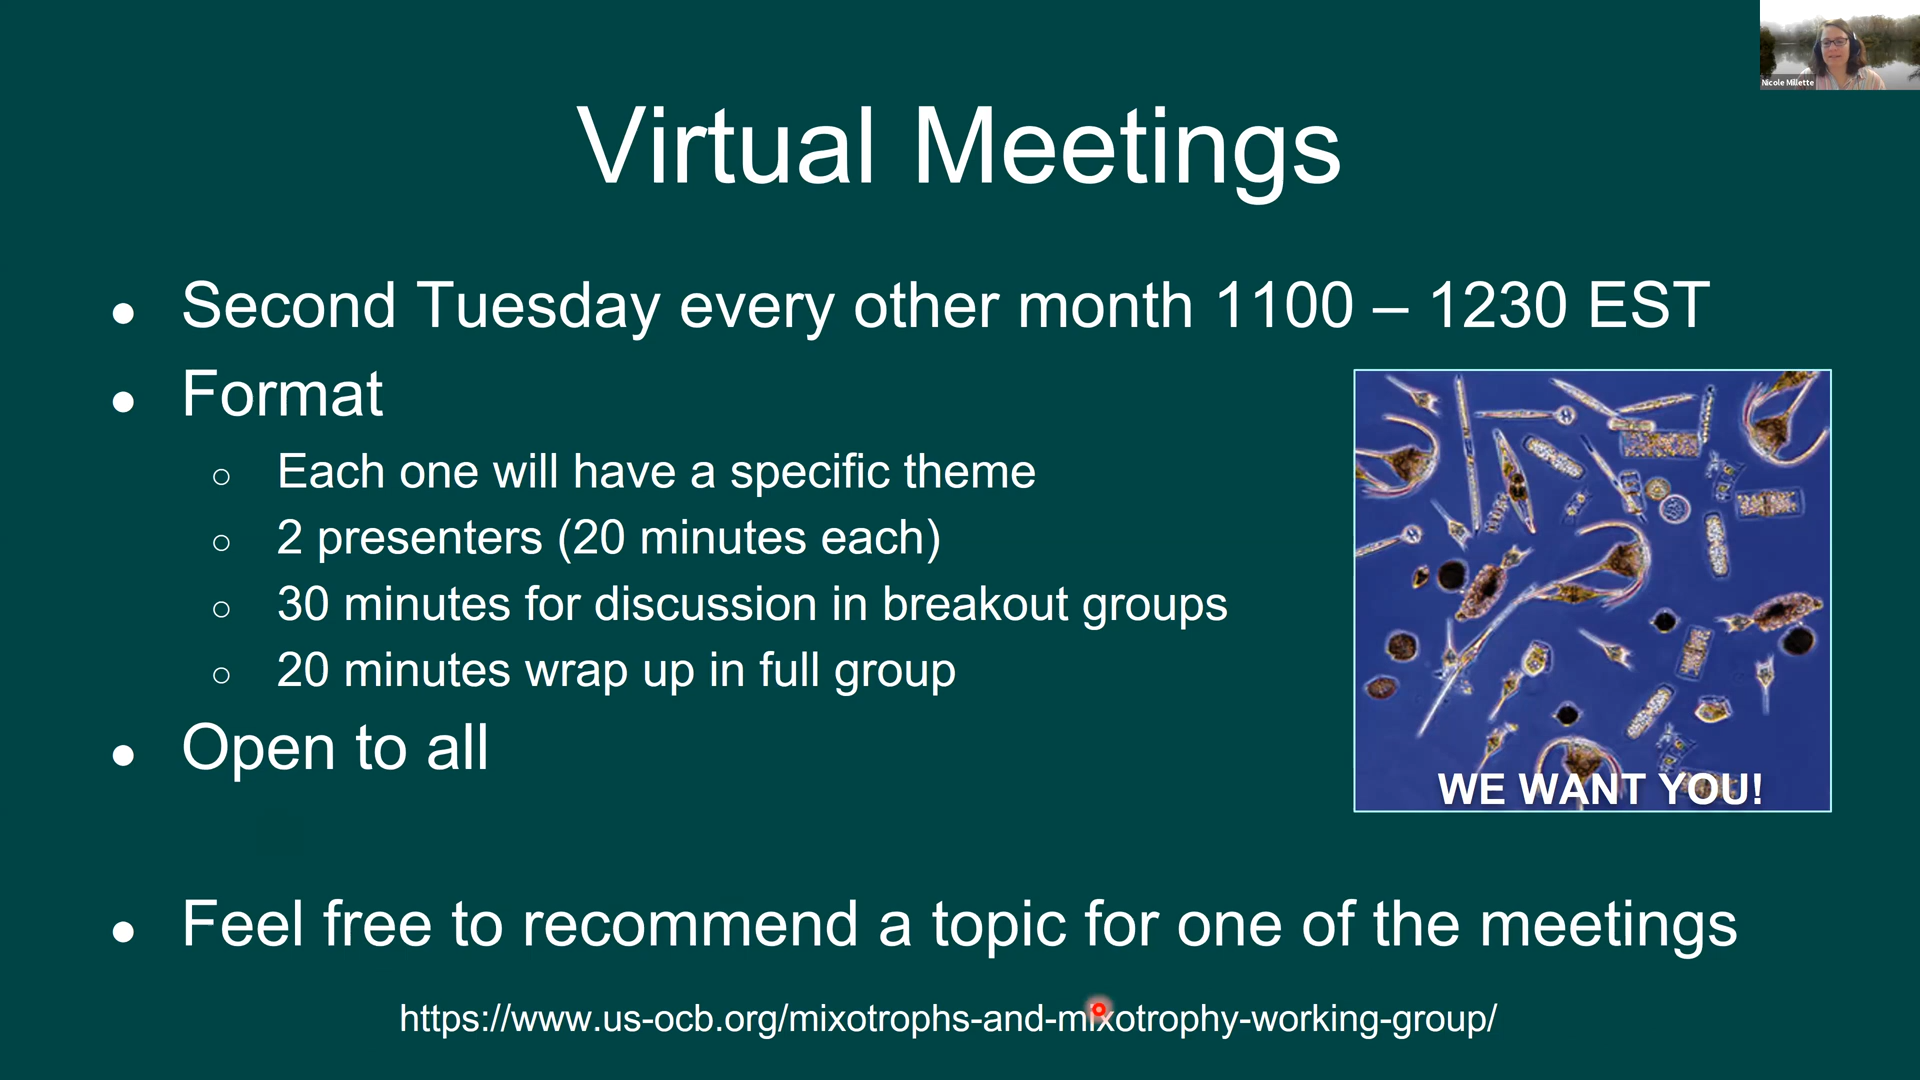 Nicole Millette
Virtual Meetings
● Second Tuesday every other month 1100 – 1230 EST
● Format
○ Each one will have a specific theme
○ 2 presenters (20 minutes each)
○ 30 minutes for discussion in breakout groups
○ 20 minutes wrap up in full group
● Open to all
WE WANT YOU!
● Feel free to recommend a topic for one of the meetings
https://www.us-ocb.org/mixotrophs-and-mixotrophy-working-group/